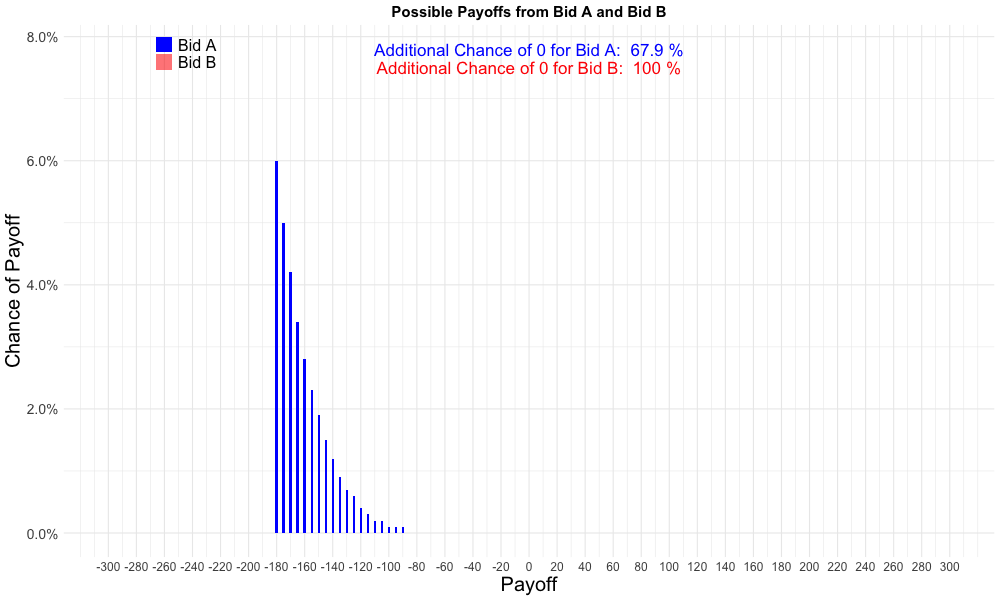 Possible Payoffs from Bid A and Bid B
8.0%
Bid A
Bid B
Additional Chance of 0 for Bid A:  67.9 %
Additional Chance of 0 for Bid B:  100 %
6.0%
4.0%
2.0%
0.0%
Chance of Payoff
-300 -280 -260 -240 -220 -200 -180 -160 -140 -120 -100 -80 -60 -40 -20 0 20 40 60 80 100 120 140 160 180 200 220 240 260 280 300
Payoff